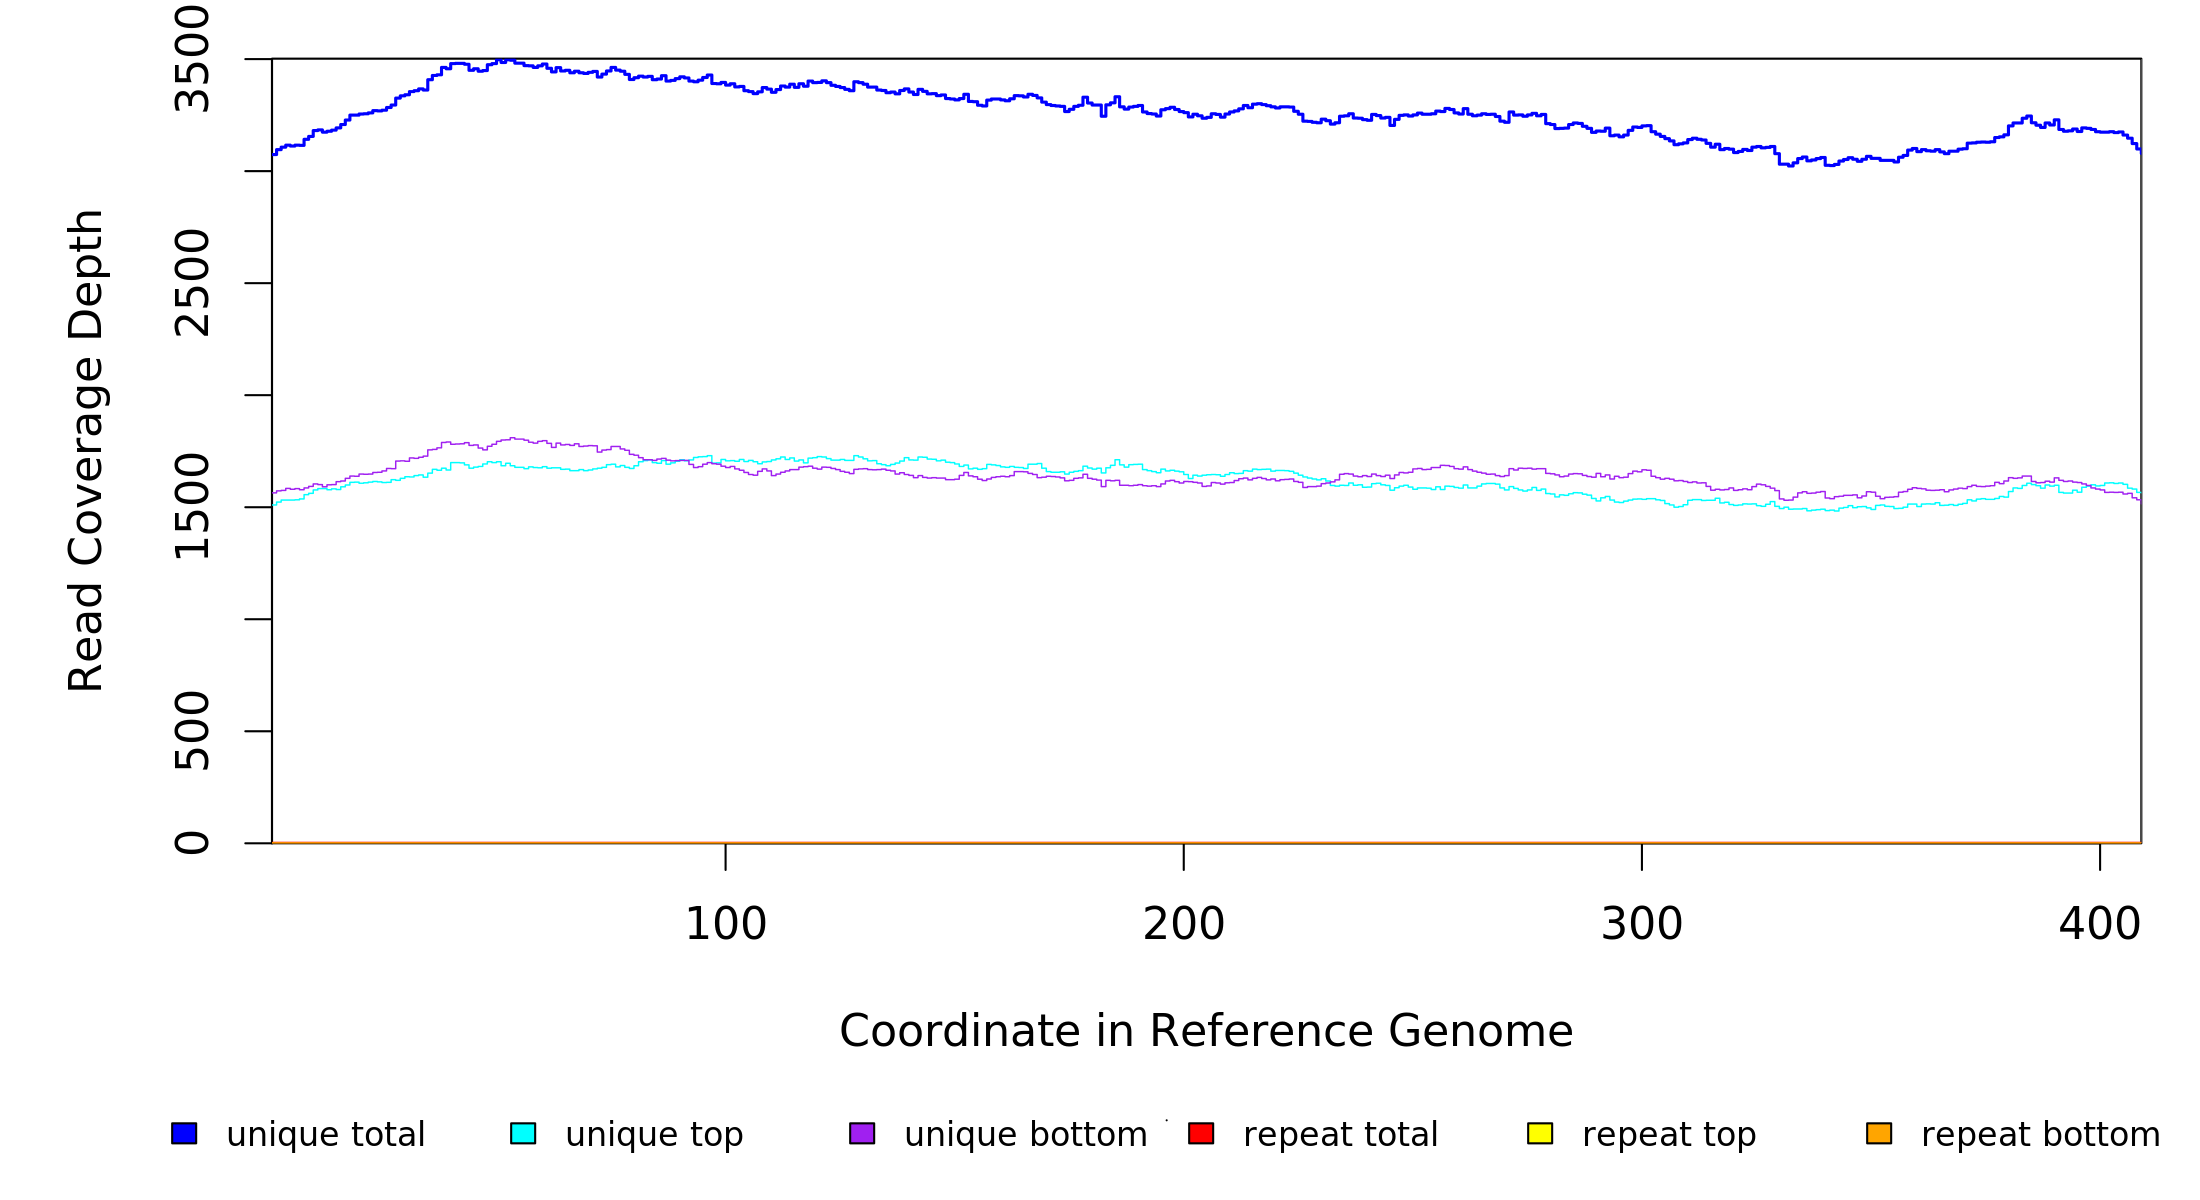 Read Coverage Depth
3500
2500
1500
500
0
100 200 300 400
Coordinate in Reference Genome
unique total unique top unique bottom repeat total repeat top repeat bottom